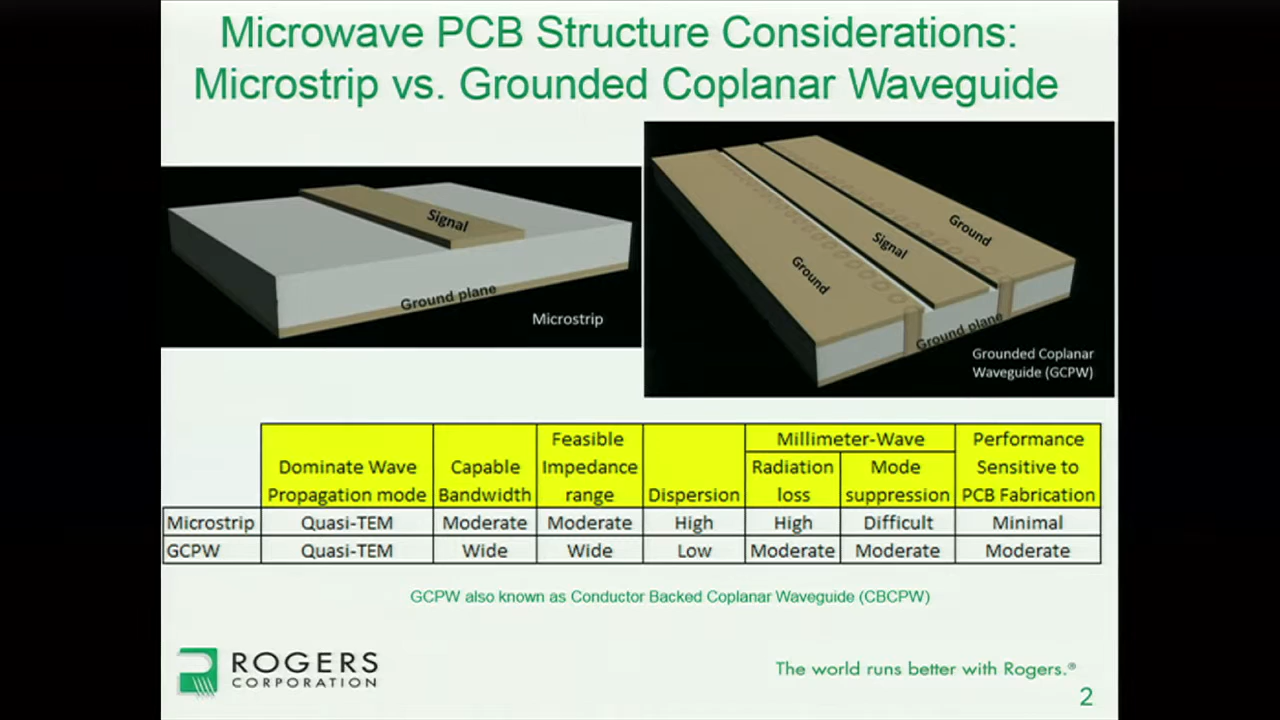 Microwave PCB Structure Considerations:
Microstrip vs. Grounded Coplanar Waveguide
Signal
Ground plane
Microstrip
Ground
Signal
Ground
Ground plane
Grounded Coplanar
Waveguide (GCPW)
Dominate Wave
Propagation mode
Capable
Bandwidth
Feasible
Impedance
range
Dispersion
Millimeter-Wave
Radiation
loss
Mode
suppression
Performance
Sensitive to
PCB Fabrication
Microstrip Quasi-TEM Moderate Moderate High High Difficult Minimal
GCPW Quasi-TEM Wide Wide Low Moderate Moderate Moderate
GCPW also known as Conductor Backed Coplanar Waveguide (CBCPW)
ROGERS
CORPORATION
The world runs better with Rogers.®
2